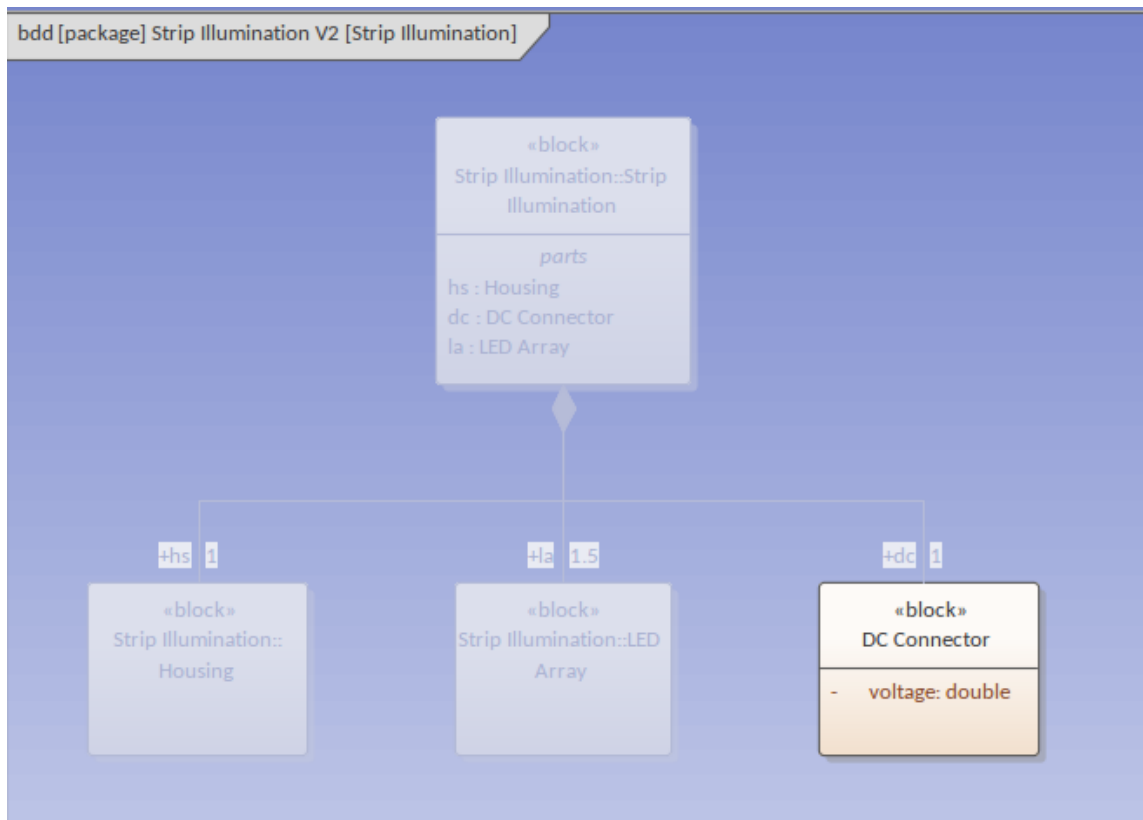 bdd [package] Strip Illumination V2 [Strip Illumination]
«block»
Strip Illumination::Strip
Illumination
parts
hs : Housing
dc : DC Connector
la : LED Array
+hs 1
+la 1.5
+dc 1
«block»
Strip Illumination::
Housing
«block»
Strip Illumination::LED
Array
«block»
DC Connector
- voltage: double